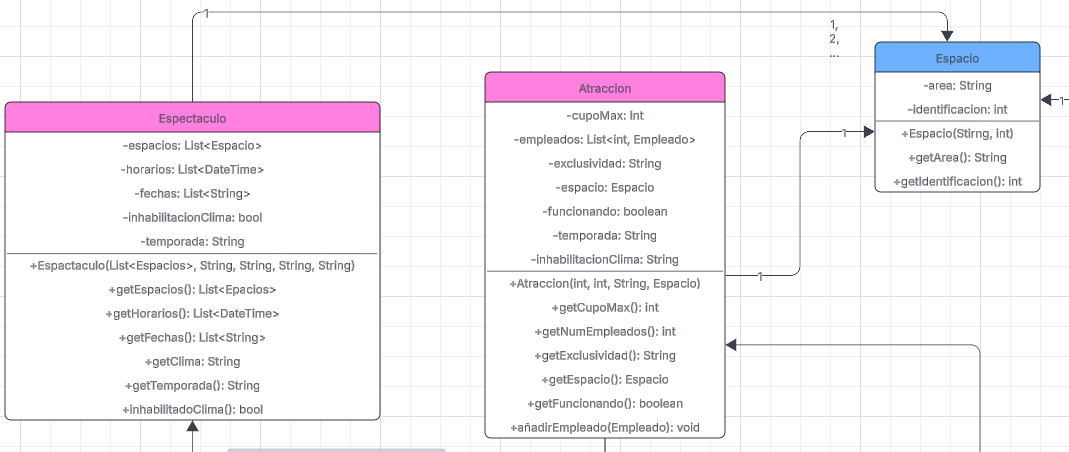 1
1,
2,
...
Espacio
-area: String
-identificacion: int
+Espacio(Stirng, int)
+getArea(): String
+getIdentificacion(): int
1
Espectaculo
-espacios: List<Espacio>
-horarios: List<DateTime>
-fechas: List<String>
-inhabilitacionClima: bool
-temporada: String
+Espactaculo(List<Espacios>, String, String, String, String)
+getEspacios(): List<Epacios>
+getHorarios(): List<DateTime>
+getFechas(): List<String>
+getClima: String
+getTemporada(): String
+inhabilitadoClima(): bool
Atraccion
-cupoMax: Int
-empleados: List<int, Empleado>
-exclusividad: String
-espacio: Espacio
-funcionando: boolean
-temporada: String
-inhabilitacionClima: String
+Atraccion(int, int, String, Espacio)
+getCupoMax(): int
+getNumEmpleados(): int
+getExclusividad(): String
+getEspacio(): Espacio
+getFuncionando(): boolean
+añadirEmpleado(Empleado): void
1
1